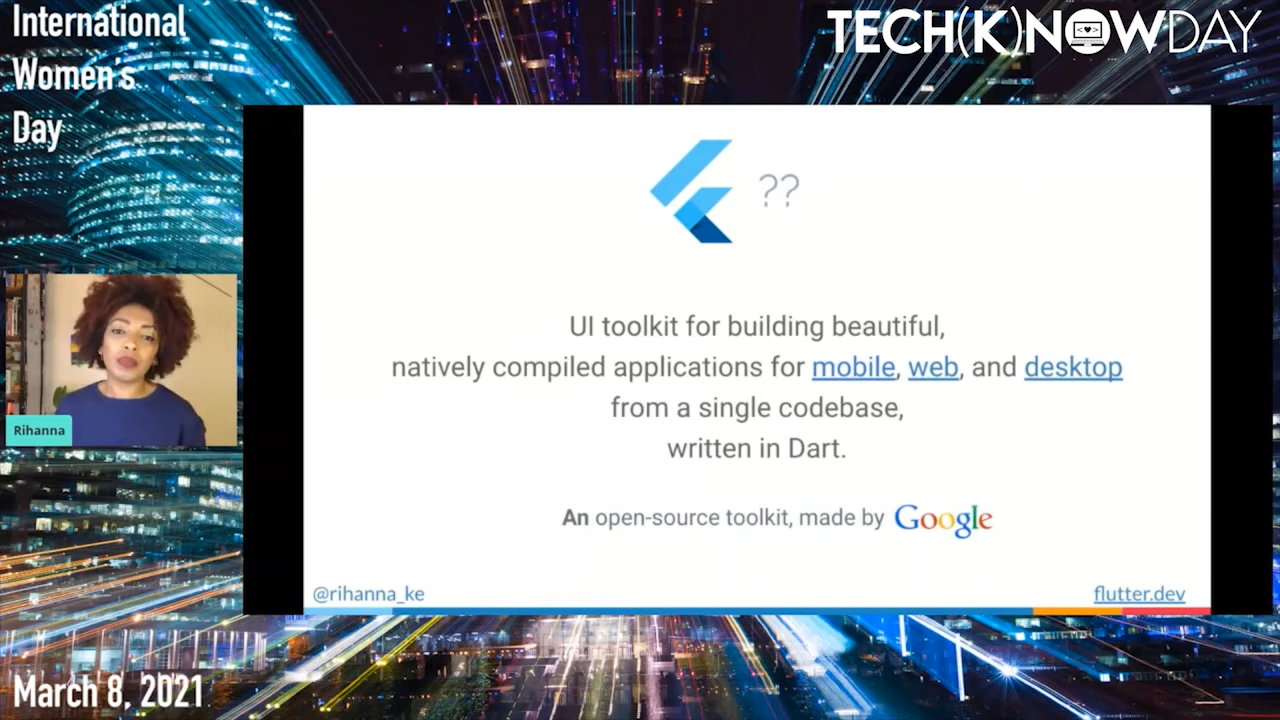 International
Women's
Day
TECH(K)NOWDAY
??
UI toolkit for building beautiful,
natively compiled applications for mobile, web, and desktop
from a single codebase,
written in Dart.
An open-source toolkit, made by Google
Rihanna
@rihanna_ke
flutter.dev
March 8, 2021